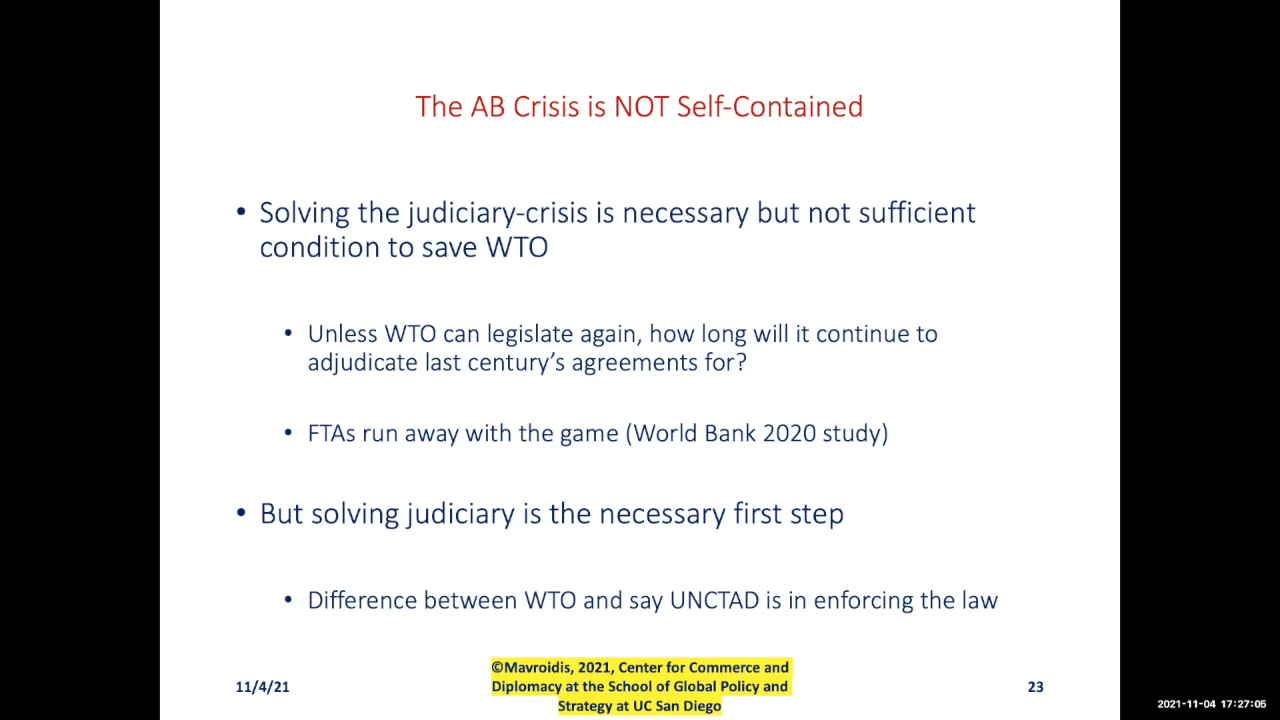 The AB Crisis is NOT Self-Contained
• Solving the judiciary-crisis is necessary but not sufficient
condition to save WTO
• Unless WTO can legislate again, how long will it continue to
adjudicate last century’s agreements for?
• FTAs run away with the game (World Bank 2020 study)
• But solving judiciary is the necessary first step
• Difference between WTO and say UNCTAD is in enforcing the law
©Mavroidis, 2021, Center for Commerce and
Diplomacy at the School of Global Policy and
Strategy at UC San Diego
11/4/21
23
2021-11-04 17:27:05